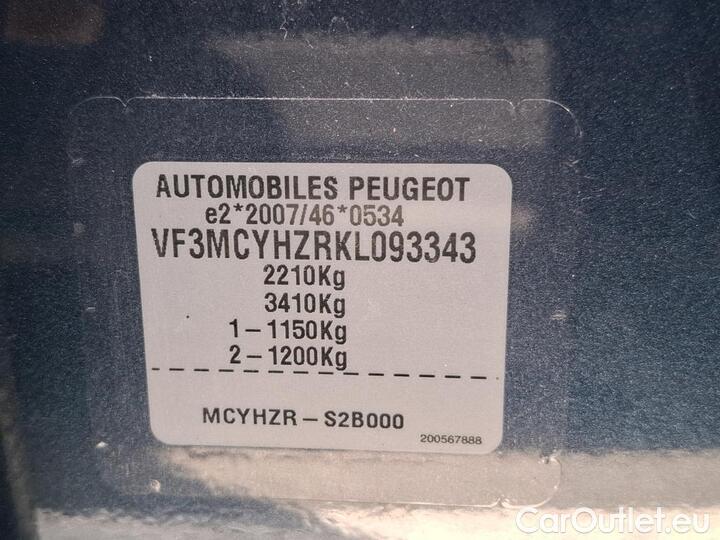 AUTOMOBILES PEUGEOT
e2*2007/46*0534
VF3MCYHZRKL093343
2210Kg
3410Kg
1-1150Kg
2-1200Kg
MCYHZR-S2B000
200567888
CarOutlet.eu